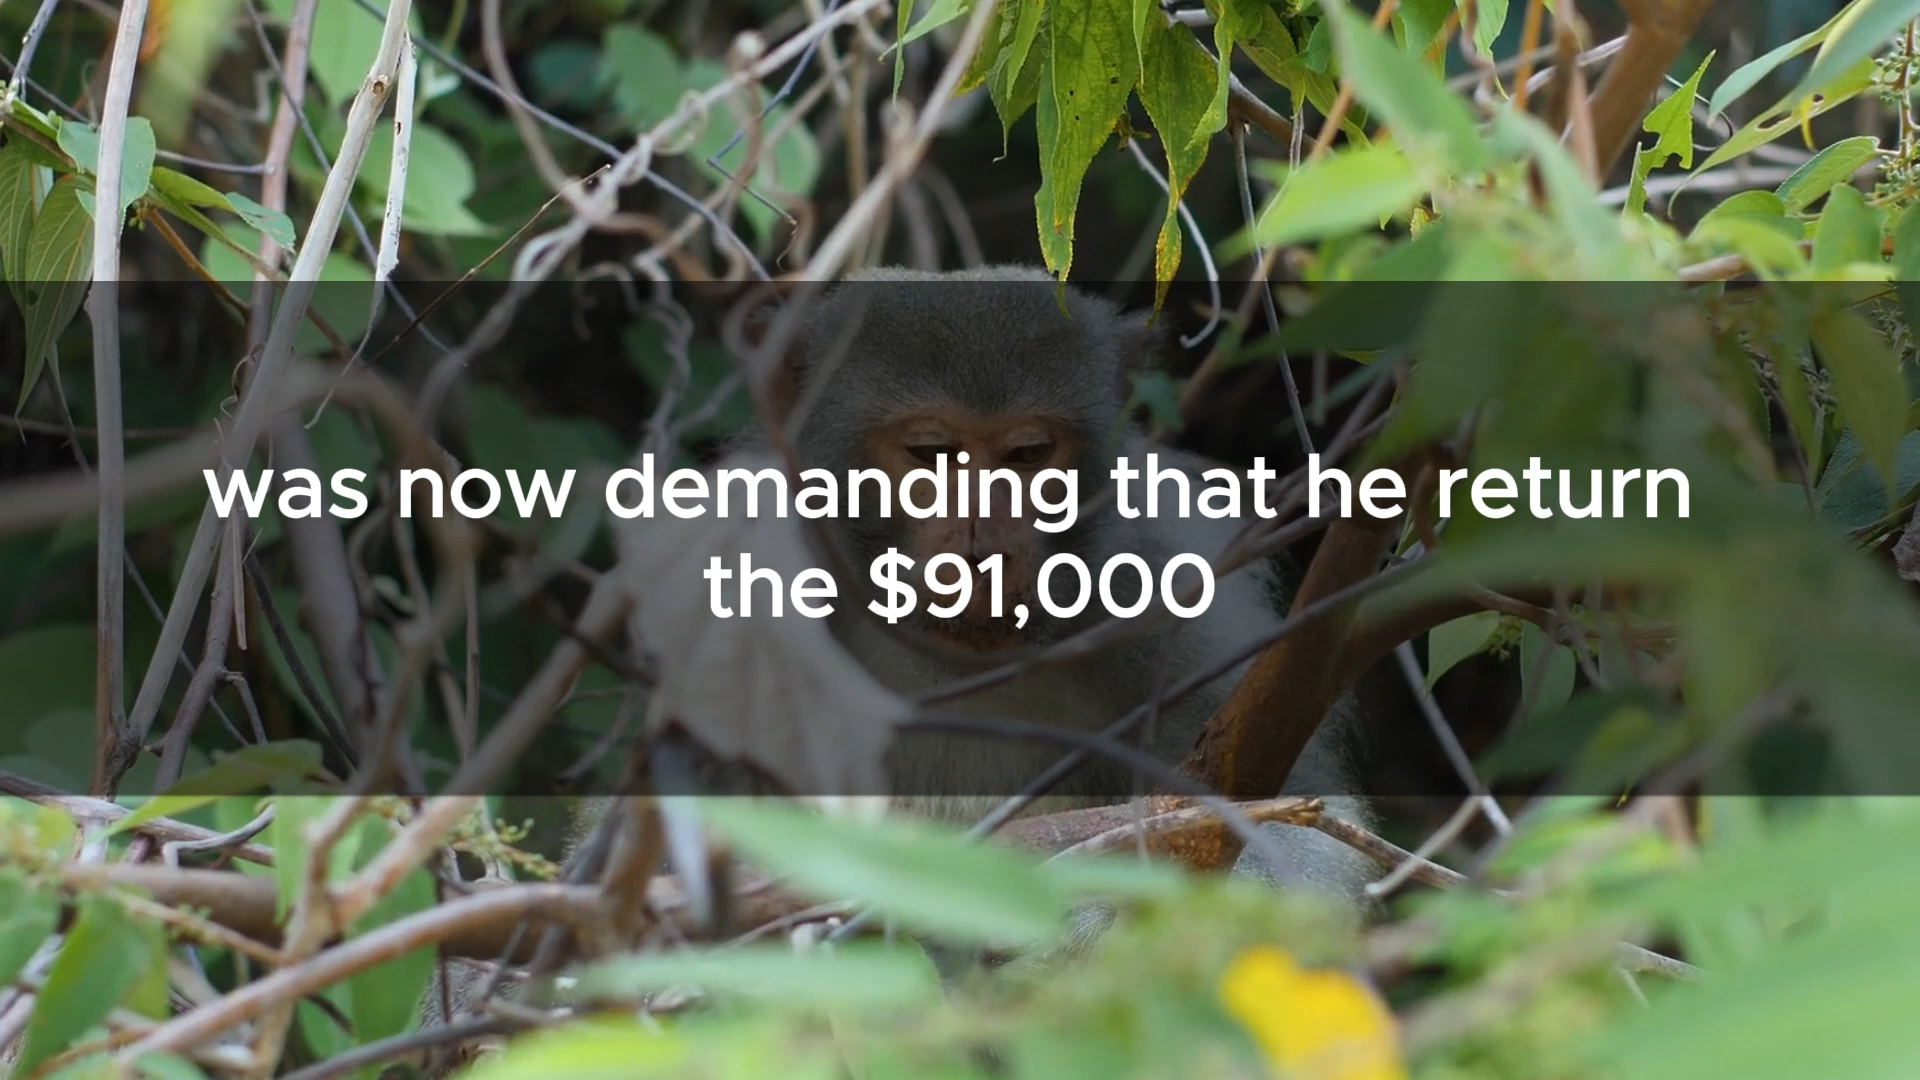 was now demanding that he return
the $91,000